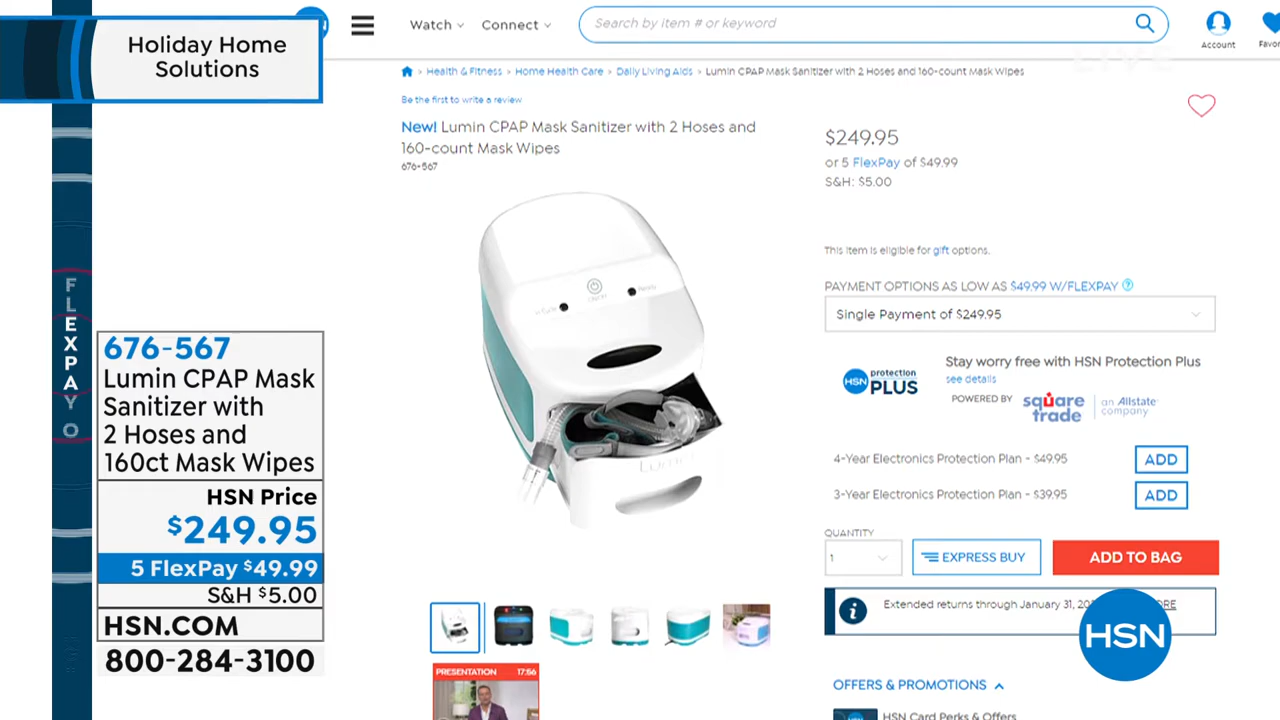 Holiday Home
Solutions
Watch
Connect
Search by item # or keyword
Account
LIVE
Health & Fitness
Home Health Care
Daily Living Aids
Lumin CPAP Mask Sanitizer with 2 Hoses and 160-count Mask Wipes
Be the first to write a review
New! Lumin CPAP Mask Sanitizer with 2 Hoses and
160-count Mask Wipes
676-567
$249.95
or 5 FlexPay of $49.99
S&H: $5.00
This item is eligible for gift options.
PAYMENT OPTIONS AS LOW AS $49.99 W/FLEXPAY
Single Payment of $249.95
HSN protection PLUS
Stay worry free with HSN Protection Plus
see details
POWERED BY
square
trade
an Allstate
company
4-Year Electronics Protection Plan - $49.95
ADD
3-Year Electronics Protection Plan - $39.95
ADD
QUANTITY
1
EXPRESS BUY
ADD TO BAG
Extended returns through January 31,
HSN
OFFERS & PROMOTIONS
HSN Card Perks & Offers
Lumin
PRESENTATION 17:56
FLEXPAY
676-567
Lumin CPAP Mask
Sanitizer with
2 Hoses and
160ct Mask Wipes
HSN Price
$249.95
5 FlexPay $49.99
S&H $5.00
HSN.COM
800-284-3100